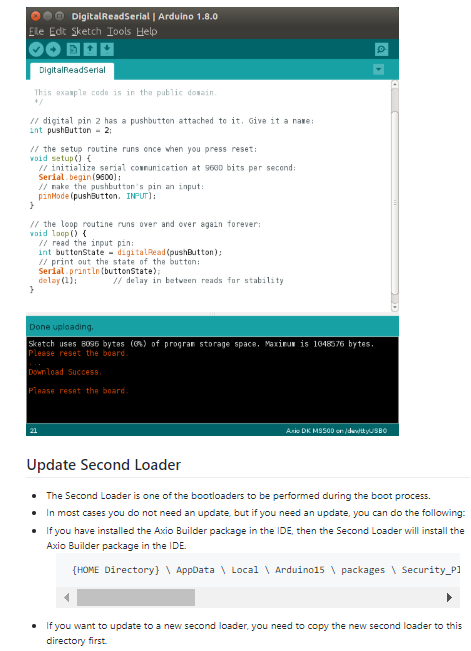 DigitalReadSerial | Arduino 1.8.0
File Edit Sketch Tools Help
DigitalReadSerial
This example code is in the public domain.
*/
// digital pin 2 has a pushbutton attached to it. Give it a name:
int pushButton = 2;
// the setup routine runs once when you press reset:
void setup() {
// initialize serial communication at 9600 bits per second:
Serial.begin(9600);
// make the pushbutton's pin an input:
pinMode(pushButton, INPUT);
}
// the loop routine runs over and over again forever:
void loop() {
// read the input pin:
int buttonState = digitalRead(pushButton);
// print out the state of the button:
Serial.println(buttonState);
delay(1);        // delay in between reads for stability
}
Done uploading.
Sketch uses 8096 bytes (0%) of program storage space. Maximum is 1048576 bytes.
Please reset the board.
...
Download Success.
Please reset the board.
21
Axio DK MS500 on /dev/ttyUSB0
Update Second Loader
• The Second Loader is one of the bootloaders to be performed during the boot process.
• In most cases you do not need an update, but if you need an update, you can do the following:
• If you have installed the Axio Builder package in the IDE, then the Second Loader will install the
Axio Builder package in the IDE.
{HOME Directory} \ AppData \ Local \ Arduino15 \ packages \ Security_Pl
• If you want to update to a new second loader, you need to copy the new second loader to this
directory first.